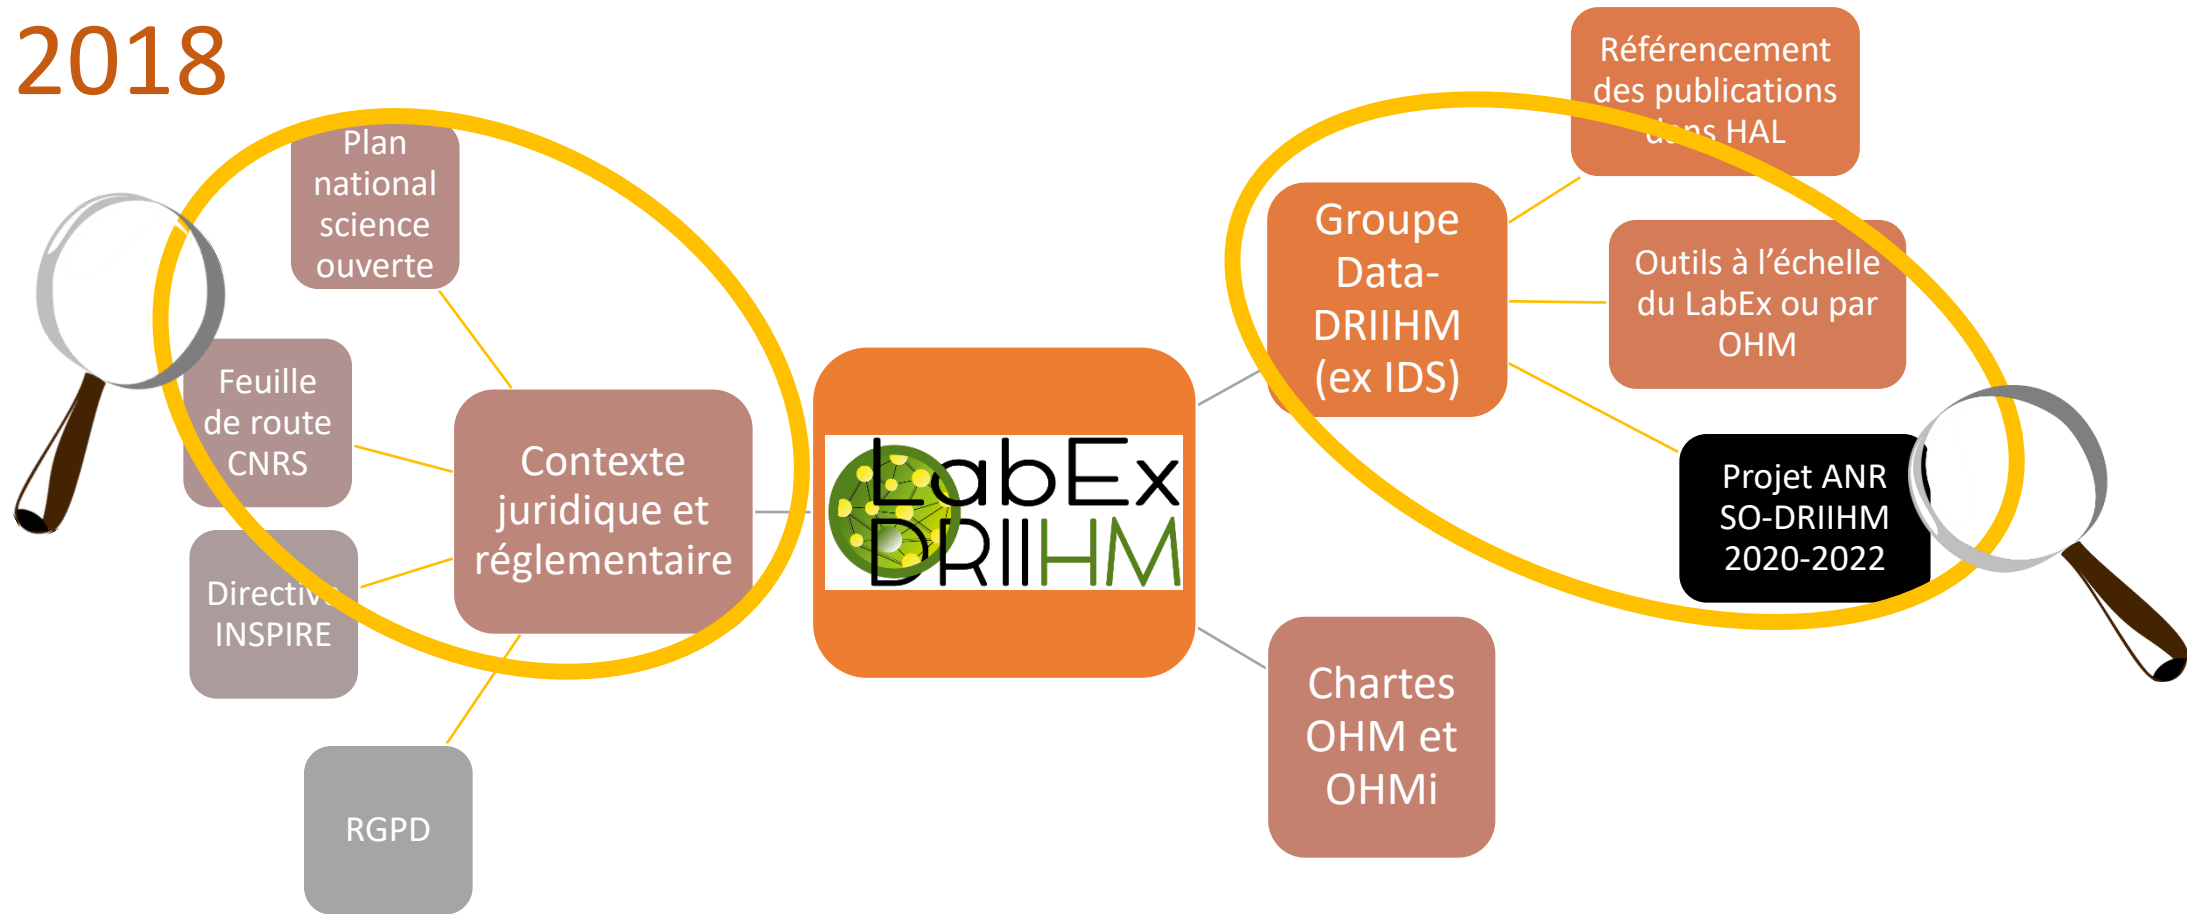 2018
Plan
national
science
ouverte
Feuille
de route
CNRS
Directive
INSPIRE
RGPD
Contexte
juridique et
réglementaire
LabEx
DRIIHM
Groupe
Data-
DRIIHM
(ex IDS)
Référencement
des publications
dans HAL
Outils à l’échelle
du LabEx ou par
OHM
Projet ANR
SO-DRIIHM
2020-2022
Chartes
OHM et
OHMi